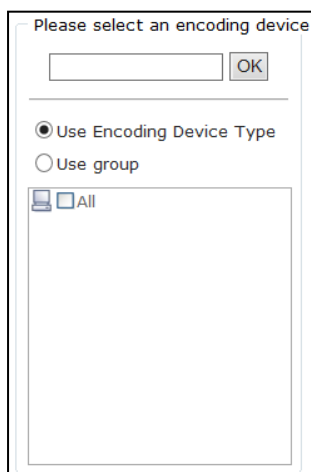 Please select an encoding device
OK
Use Encoding Device Type
Use group
All